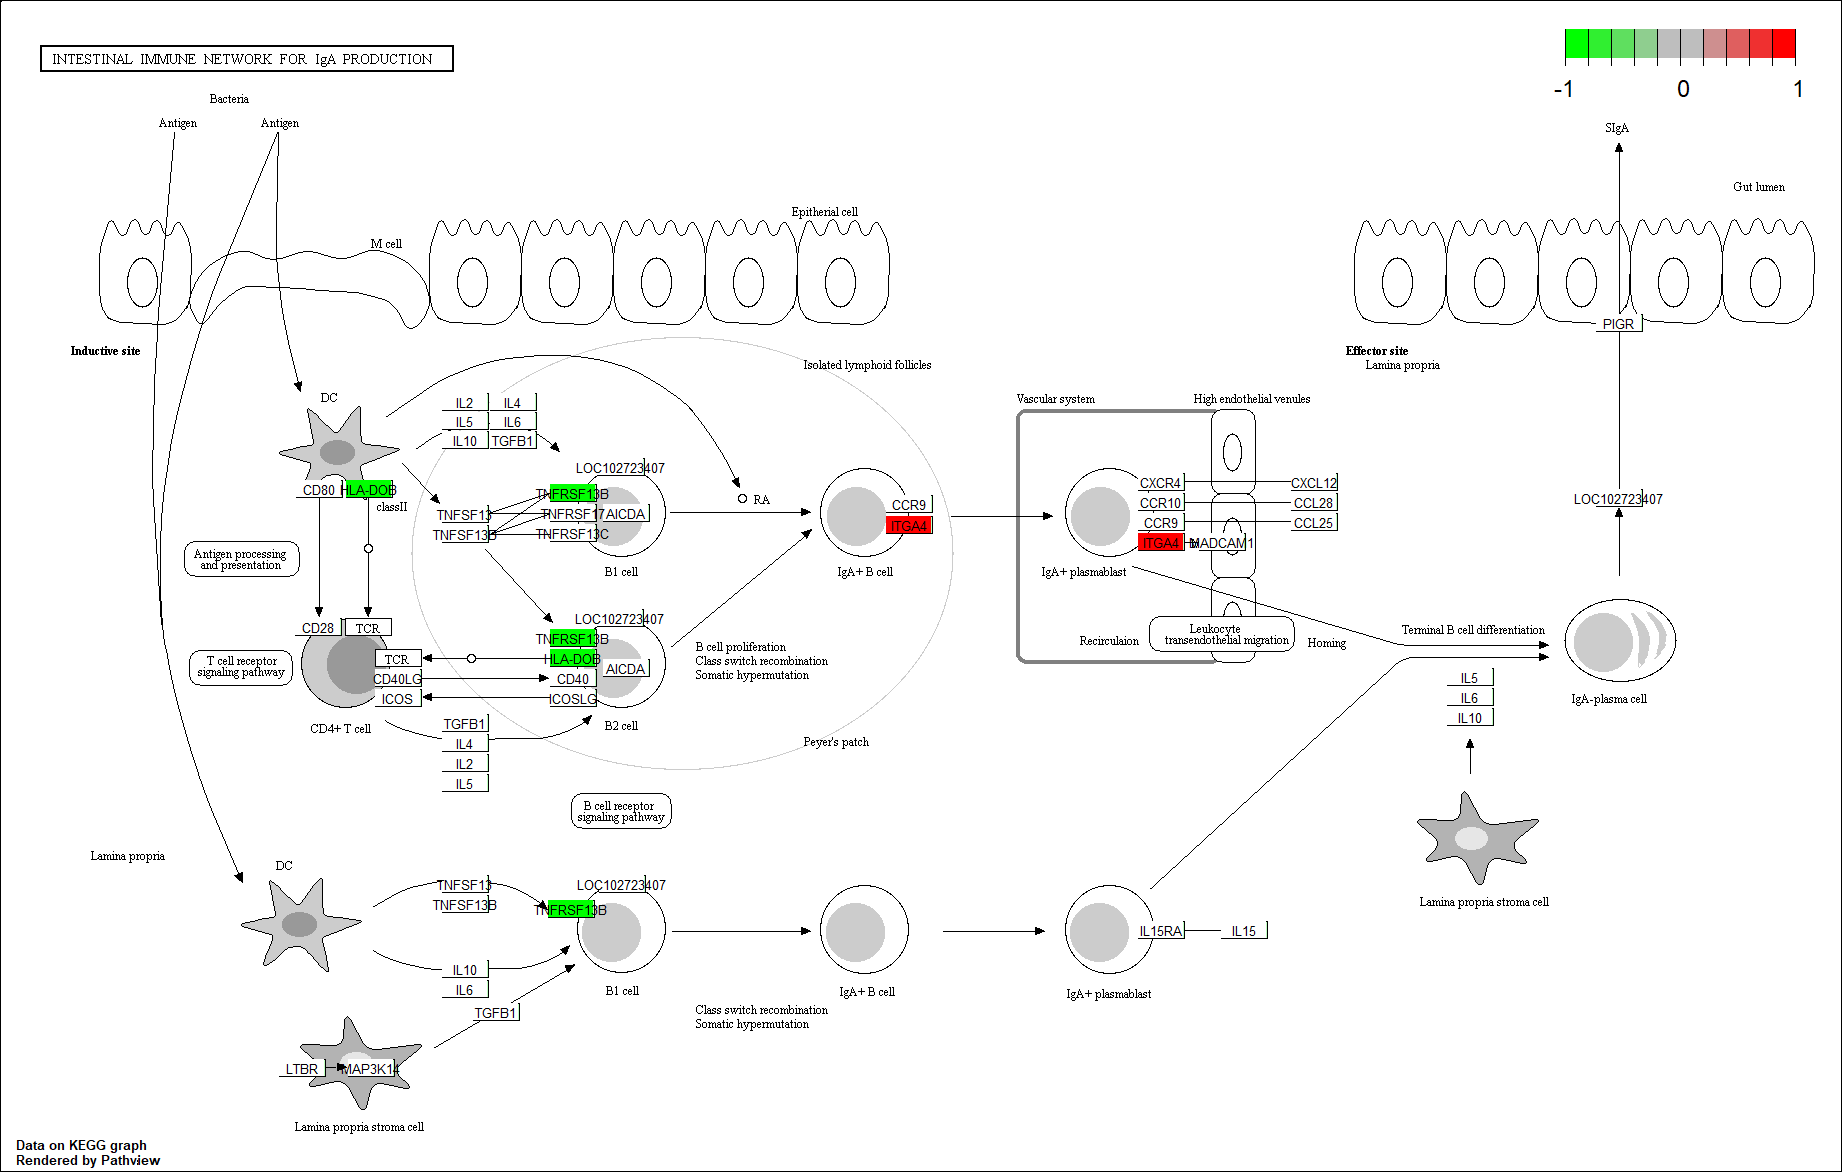 INTESTINAL IMMUNE NETWORK FOR IgA PRODUCTION
-1 0 1
Bacteria
Antigen
Antigen
SIgA
Gut lumen
Epitherial cell
M cell
PIGR
Inductive site
Effector site
Lamina propria
Isolated lymphoid follicles
DC
IL2 IL4
IL5 IL6
IL10 TGFB1
Vascular system
High endothelial venules
LOC102723407
CD80 HLA-DOB
classII
TNFRSF13B
RA
TNFSF13
TNFRSF17 AICDA
TNFSF13B
TNFRSF13C
B1 cell
CCR9
ITGA4
IgA+ B cell
CXCR4
CXCL12
CCR10
CCL28
CCR9
CCL25
ITGA4
MADCAM1
IgA+ plasmablast
LOC102723407
Antigen processing
and presentation
CD28 TCR
LOC102723407
TNFRSF13B
TCR
HLA-DOB
AICDA
CD40LG
CD40
ICOS
ICOSLG
T cell receptor
signaling pathway
CD4+ T cell
B2 cell
B cell proliferation
Class switch recombination
Somatic hypermutation
Recirculaion
Leukocyte
transendothelial migration
Homing
Terminal B cell differentiation
IL5
IL6
IL10
IgA-plasma cell
TGFB1
IL4
IL2
IL5
Peyer's patch
B cell receptor
signaling pathway
Lamina propria
DC
TNFSF13
TNFSF13B
LOC102723407
TNFRSF13B
IL10
IL6
TGFB1
B1 cell
IgA+ B cell
IL15RA
IL15
IgA+ plasmablast
Lamina propria stroma cell
Class switch recombination
Somatic hypermutation
LTBR
MAP3K14
Lamina propria stroma cell
Data on KEGG graph
Rendered by Pathview